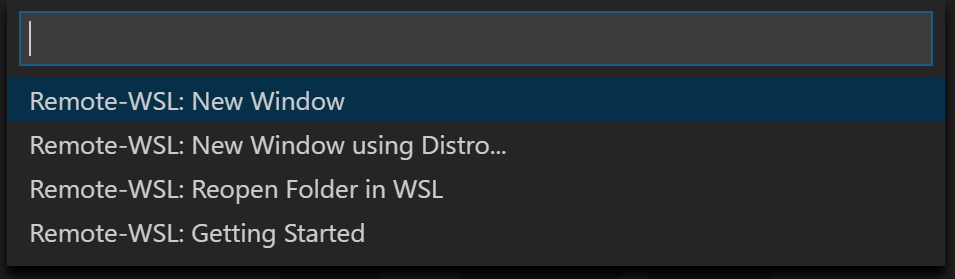 Remote-WSL: New Window
Remote-WSL: New Window using Distro...
Remote-WSL: Reopen Folder in WSL
Remote-WSL: Getting Started